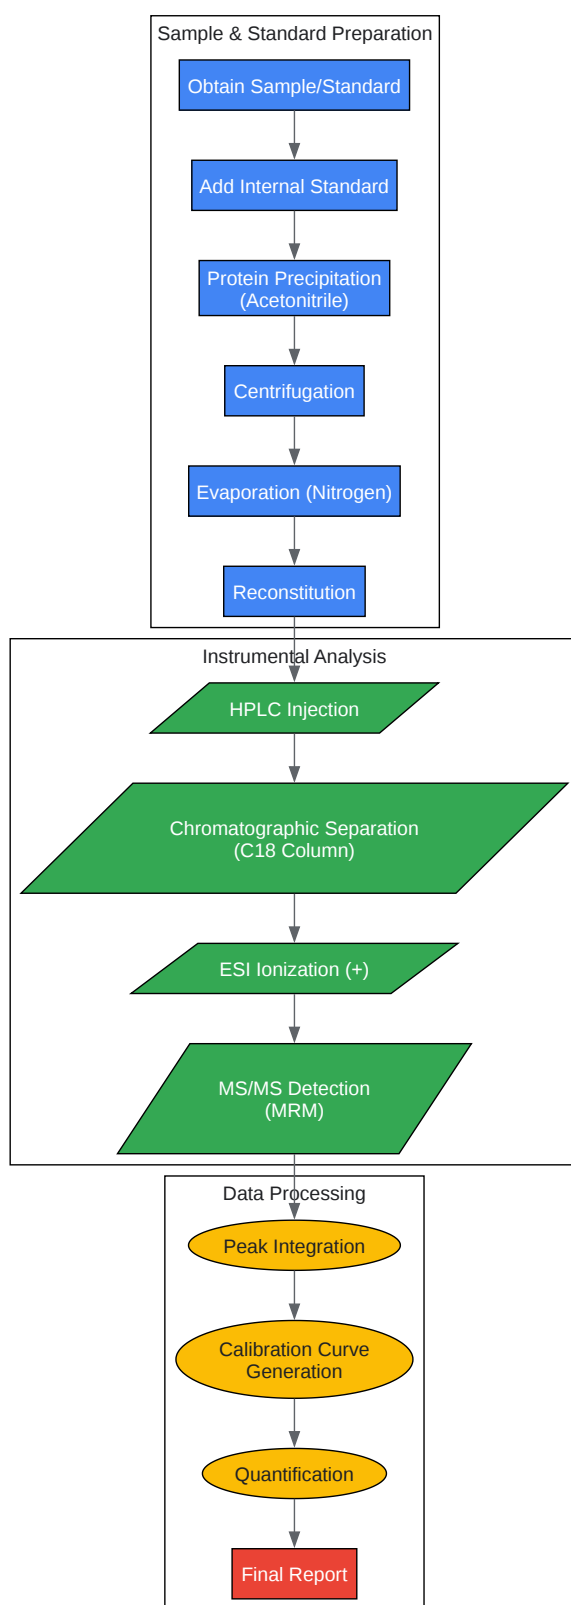 Sample & Standard Preparation
Obtain Sample/Standard
Add Internal Standard
Protein Precipitation
(Acetonitrile)
Centrifugation
Evaporation (Nitrogen)
Reconstitution
Instrumental Analysis
HPLC Injection
Chromatographic Separation
(C18 Column)
ESI Ionization (+)
MS/MS Detection
(MRM)
Data Processing
Peak Integration
Calibration Curve
Generation
Quantification
Final Report